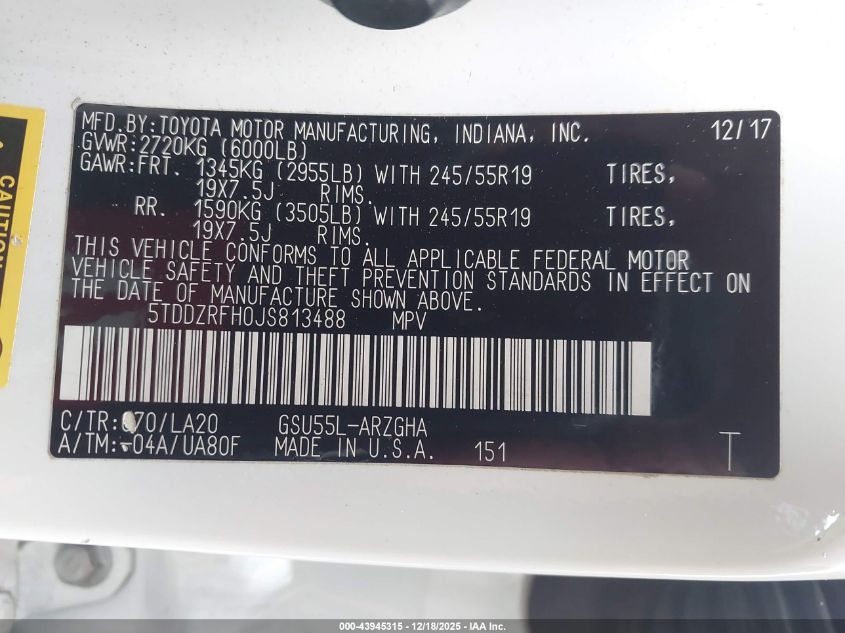 CAUTION
MFD.BY:TOYOTA MOTOR MANUFACTURING, INDIANA, INC. 12/17
GVWR:2720KG (6000LB)
GAWR:FRT. 1345KG (2955LB) WITH 245/55R19 TIRES,
19X7.5J RIMS.
RR. 1590KG (3505LB) WITH 245/55R19 TIRES,
19X7.5J RIMS.
THIS VEHICLE CONFORMS TO ALL APPLICABLE FEDERAL MOTOR
VEHICLE SAFETY AND THEFT PREVENTION STANDARDS IN EFFECT ON
THE DATE OF MANUFACTURE SHOWN ABOVE.
5TDDZRFH0JS813488 MPV
C/TR:070/LA20 GSU55L-ARZGHA
A/TM:-04A/UA80F MADE IN U.S.A. 151 T
000-43945315 - 12/18/2025 - IAA Inc.